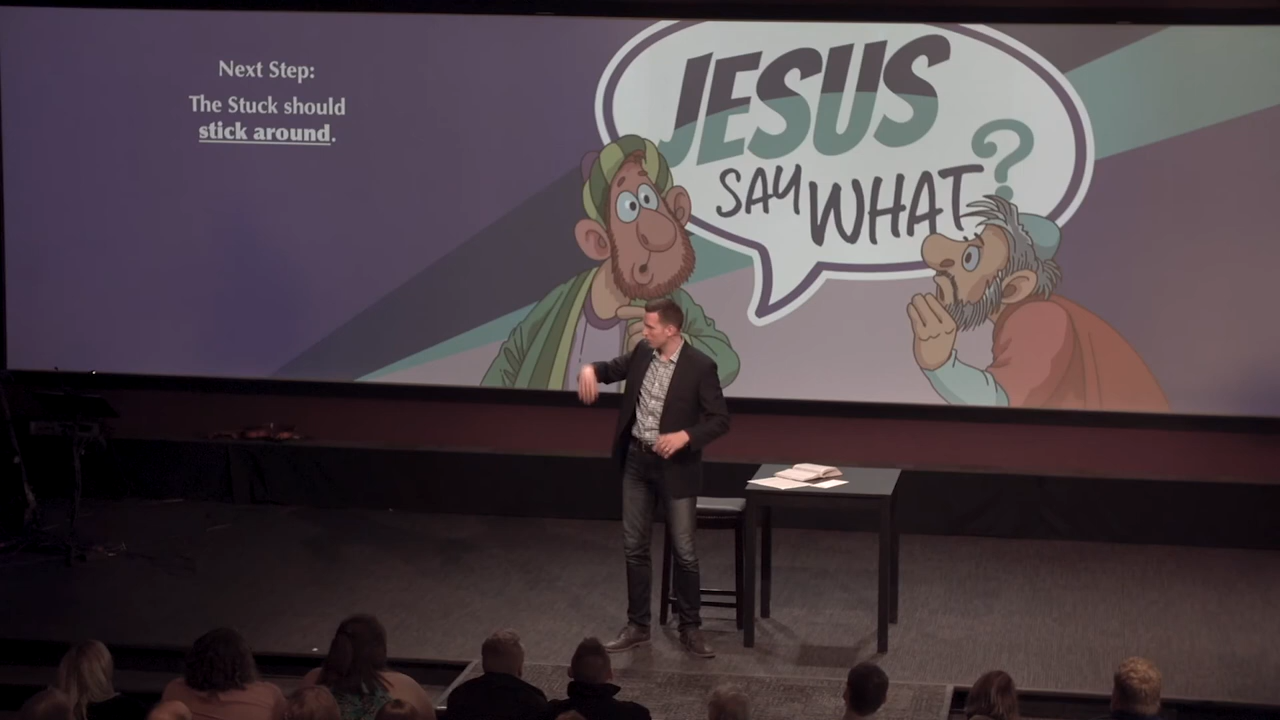 Next Step:
The Stuck should
stick around.
JESUS
SAY WHAT?